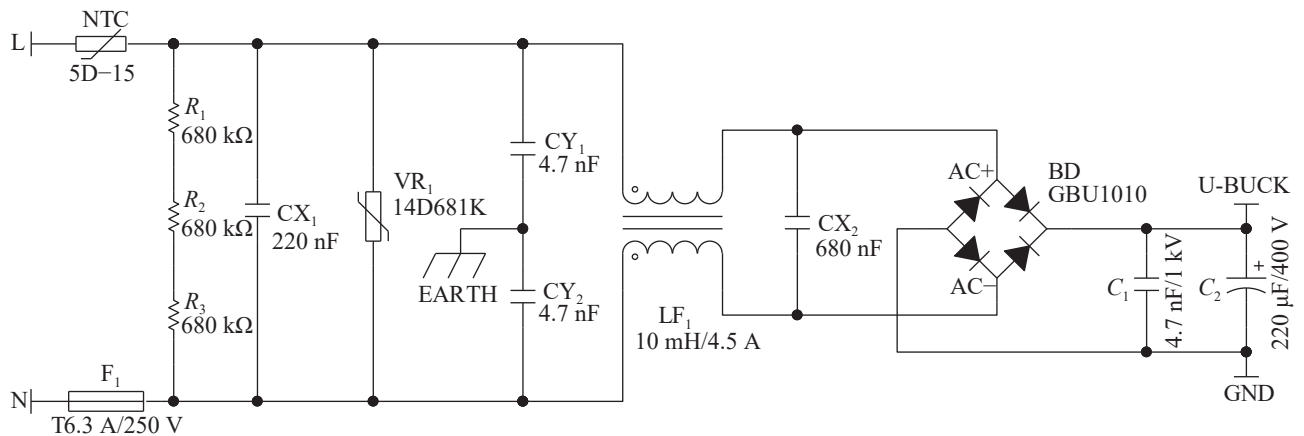 L
NTC
5D−15
R₁
680 kΩ
R₂
680 kΩ
R₃
680 kΩ
CX₁
220 nF
VR₁
14D681K
EARTH
CY₁
4.7 nF
CY₂
4.7 nF
LF₁
10 mH/4.5 A
CX₂
680 nF
AC+
AC−
BD
GBU1010
U-BUCK
C₁
4.7 nF/1 kV
C₂
+
220 μF/400 V
GND
N
F₁
T6.3 A/250 V